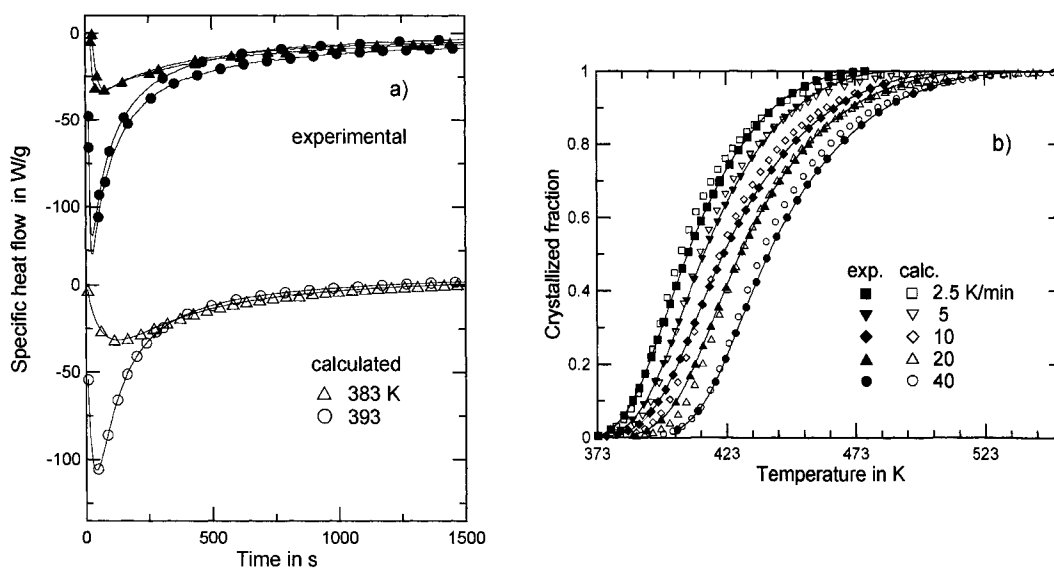 0
-50
-100
0
-50
-100
Specific heat flow in W/g
a)
experimental
calculated
△ 383 K
○ 393
0 500 1000 1500
Time in s
1
0.8
0.6
0.4
0.2
0
Crystallized fraction
b)
exp. calc.
■ □ 2.5 K/min
▼ ▽ 5
◆ ◇ 10
▲ △ 20
● ○ 40
373 423 473 523
Temperature in K